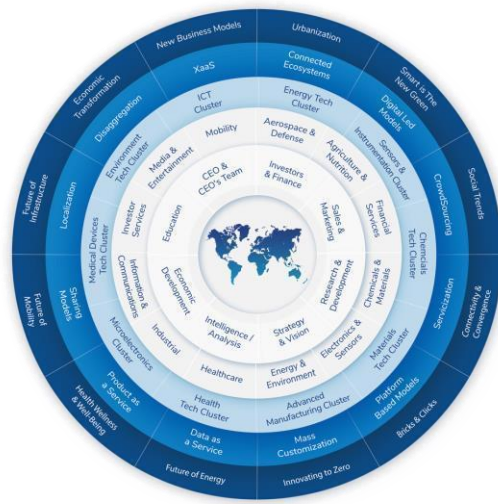 New Business Models
Urbanization
Smart is The
New Green
Social Trends
Connectivity &
Convergence
Bricks & Clicks
Innovating to Zero
Future of Energy
Health Wellness
& Well-Being
Future of
Mobility
Future of
Infrastructure
Economic
Transformation
XaaS
Connected
Ecosystems
Digital Led
Models
CrowdSourcing
Servicization
Platform
Based Models
Mass
Customization
Data as
a Service
Product as
a Service
Sharing
Models
Localization
Disaggregation
ICT
Cluster
Energy Tech
Cluster
Sensors &
Instrumentation Cluster
Chemcials
Tech Cluster
Materials
Tech Cluster
Advanced
Manufacturing Cluster
Health
Tech Cluster
Microelectronics
Cluster
Medical Devices
Tech Cluster
Environment
Tech Cluster
Mobility
Aerospace &
Defense
Agriculture &
Nutrition
Financial
Services
Chemicals &
Materials
Electronics &
Sensors
Energy &
Environment
Healthcare
Industrial
Information &
Communications
Investor
Services
Media &
Entertainment
CEO &
CEO's Team
Investors
& Finance
Sales &
Marketing
Research &
Development
Strategy
& Vision
Intelligence /
Analysis
Economic
Development
Education